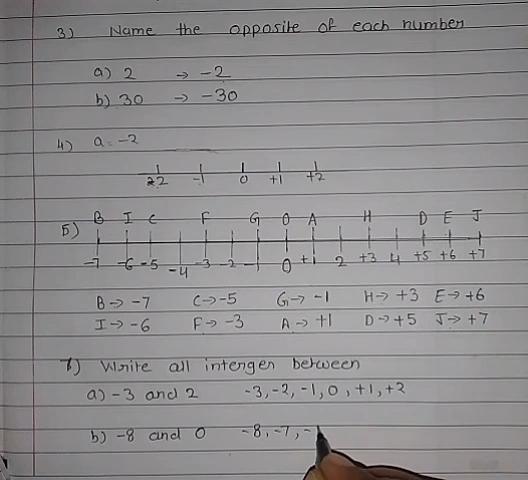 3) Name the opposite of each number
a) 2 → -2
b) 30 → -30
4) a = -2
-2 -1 0 +1 +2
B I C F G O A H D E J
5)
-7 -6 -5 -4 -3 -2 -1 0 +1 2 +3 4 +5 +6 +7
B → -7 C → -5 G → -1 H → +3 E → +6
I → -6 F → -3 A → +1 D → +5 J → +7
7) Write all interger between
a) -3 and 2 -3, -2, -1, 0, +1, +2
b) -8 and 0 -8, -7, -